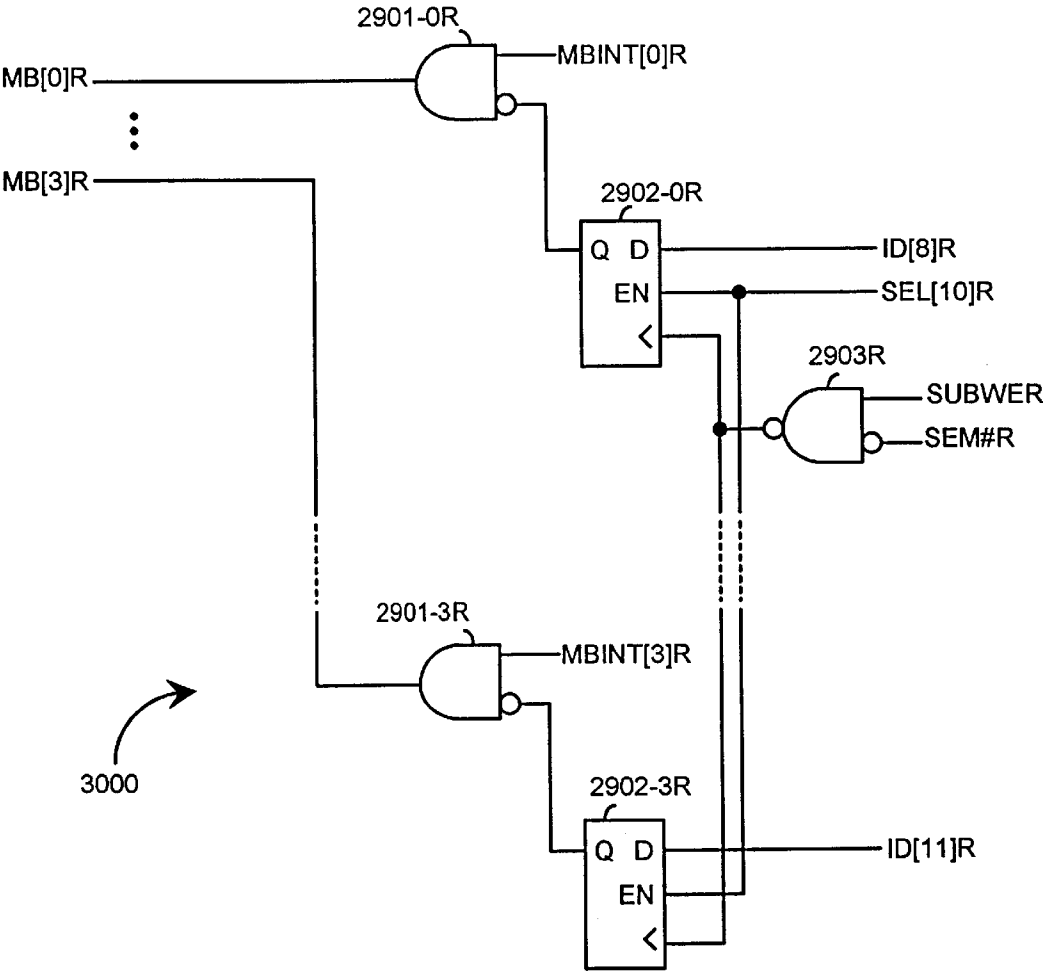 2901-0R
MBINT[0]R
MB[0]R
MB[3]R
2902-0R
Q D
ID[8]R
EN
SEL[10]R
<
2903R
SUBWER
SEM#R
2901-3R
MBINT[3]R
3000
2902-3R
Q D
ID[11]R
EN
<